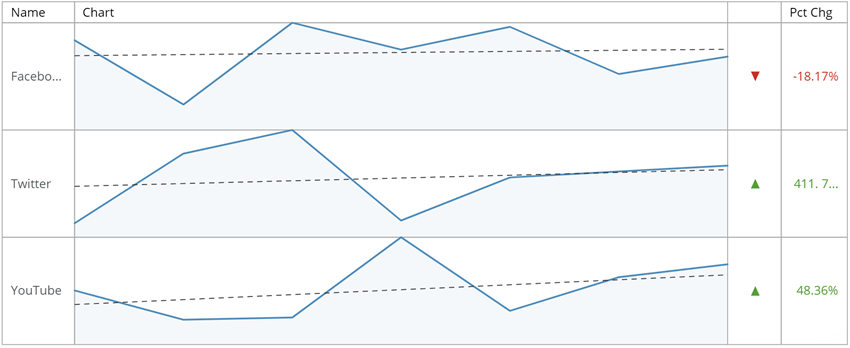 Name Chart Pct Chg
Facebo... -18.17%
Twitter 411. 7...
YouTube 48.36%